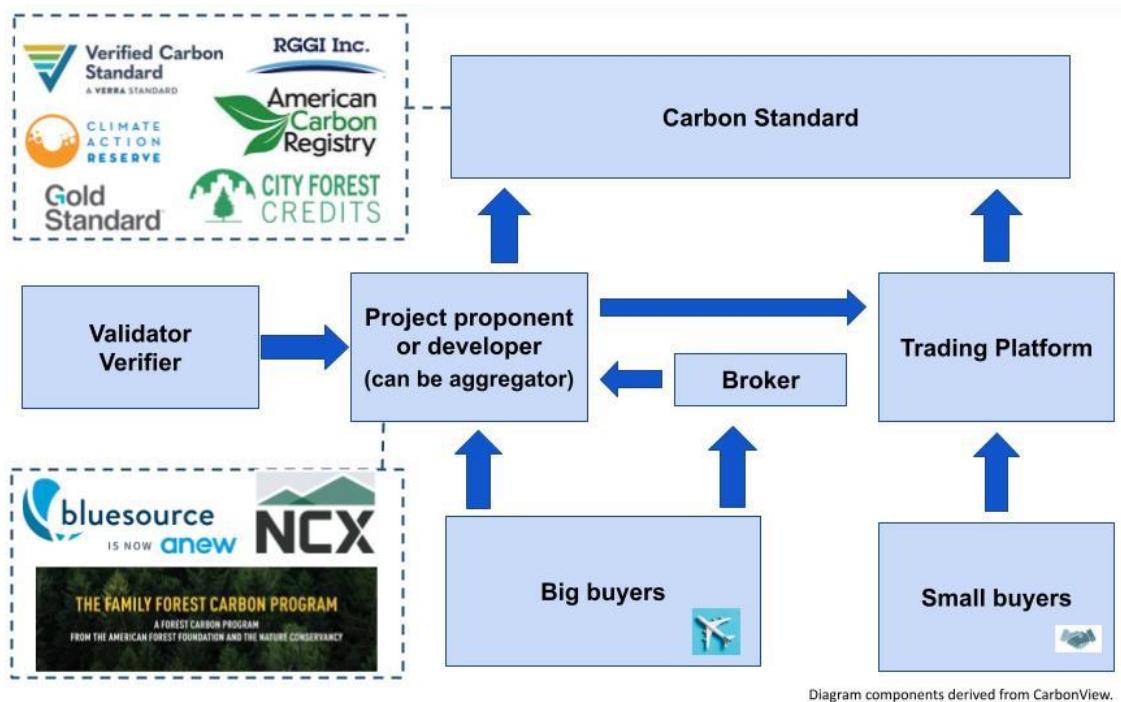 Verified Carbon
Standard
A VERRA STANDARD
RGGI Inc.
CLIMATE
ACTION
RESERVE
American
Carbon
Registry
Gold
Standard
CITY FOREST
CREDITS
Carbon Standard
Validator
Verifier
Project proponent
or developer
(can be aggregator)
Broker
Trading Platform
bluesource
IS NOW anew
NCX
THE FAMILY FOREST CARBON PROGRAM
A FOREST CARBON PROGRAM
FROM THE AMERICAN FOREST FOUNDATION AND THE NATURE CONSERVANCY
Big buyers
Small buyers
Diagram components derived from CarbonView.